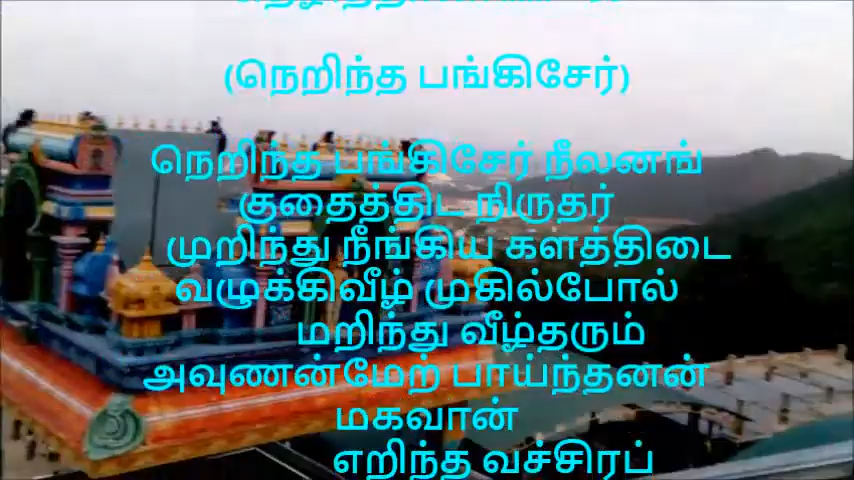 (நெறிந்த பங்கிசேர்)
நெறிந்த பங்கிசேர் நீலனங்
குதைத்திட நிருதர்
முறிந்து நீங்கிய களத்திடை
வழுக்கிவீழ் முகில்போல்
மறிந்து வீழ்தரும்
அவுணன்மேற் பாய்ந்தனன்
மகவான்
எறிந்த வச்சிரப்